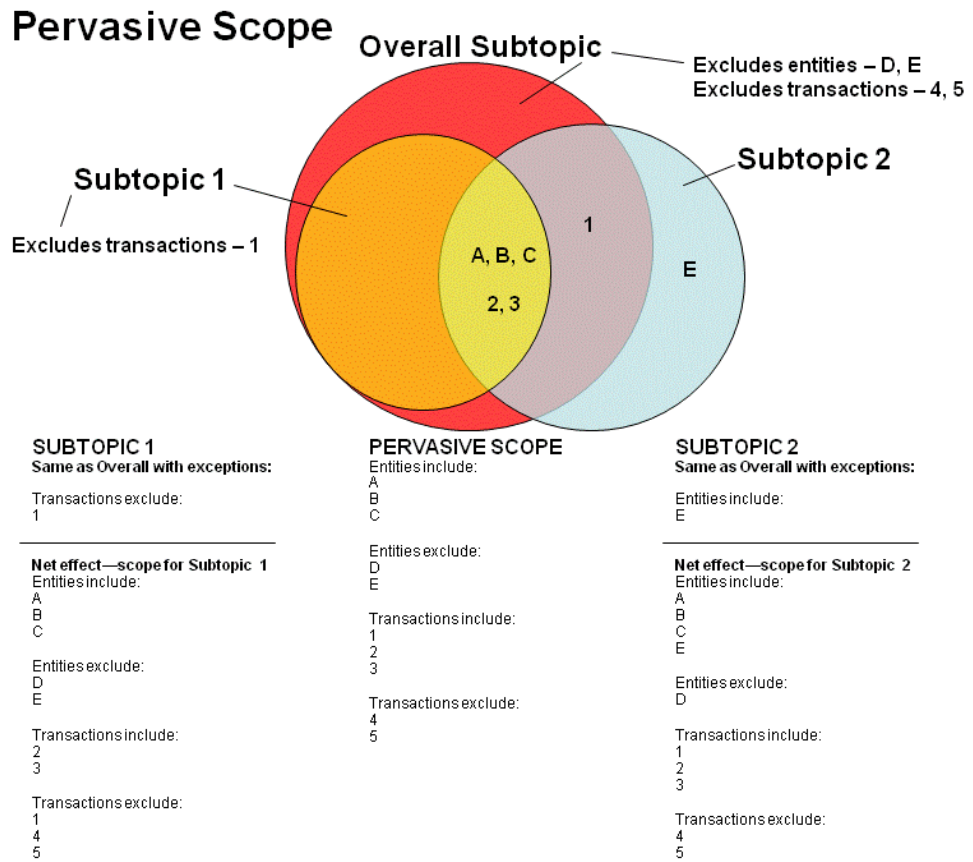 Pervasive Scope
Overall Subtopic
Excludes entities – D, E
Excludes transactions – 4, 5
Subtopic 1
Subtopic 2
Excludes transactions – 1
1
A, B, C
E
2, 3
SUBTOPIC 1
Same as Overall with exceptions:
Transactions exclude:
1
Net effect—scope for Subtopic 1
Entities include:
A
B
C
Entities exclude:
D
E
Transactions include:
2
3
Transactions exclude:
1
4
5
PERVASIVE SCOPE
Entities include:
A
B
C
Entities exclude:
D
E
Transactions include:
1
2
3
Transactions exclude:
4
5
SUBTOPIC 2
Same as Overall with exceptions:
Entities include:
E
Net effect—scope for Subtopic 2
Entities include:
A
B
C
E
Entities exclude:
D
Transactions include:
1
2
3
Transactions exclude:
4
5